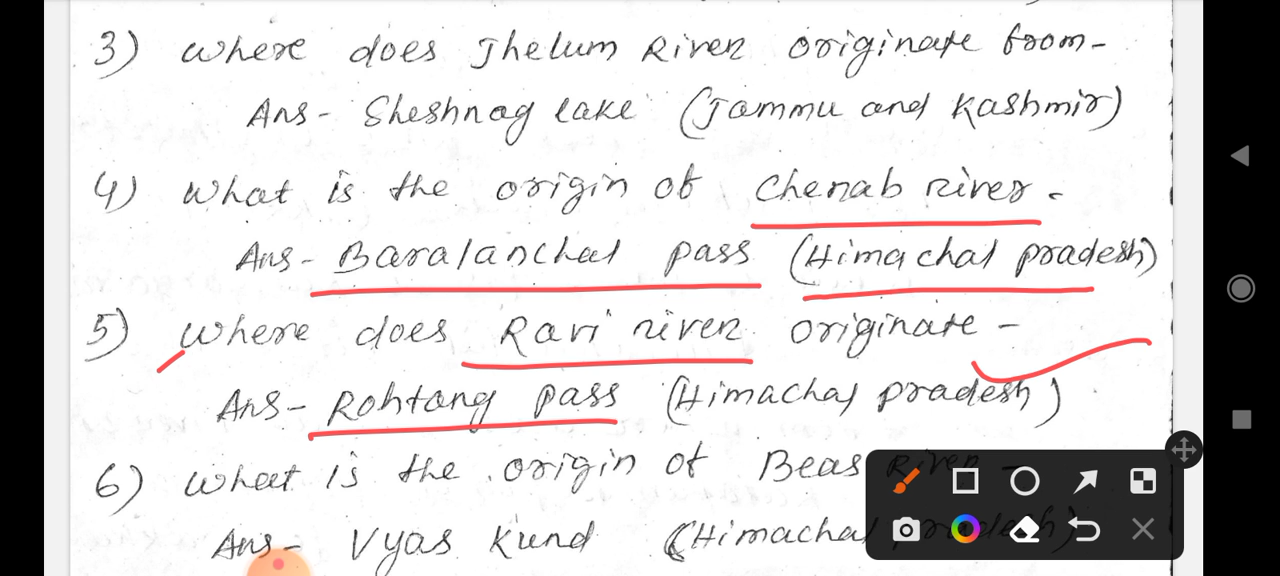 3) Where does Jhelum River originate from-
Ans- Sheshnag lake (Jammu and Kashmir)
4) What is the origin of Chenab river.
Ans- Baralanchal pass (Himachal pradesh)
5) Where does Ravi river originate -
Ans- Rohtang pass (Himachal pradesh)
6) What is the origin of Beas River -
Ans- Vyas Kund (Himachal pradesh)